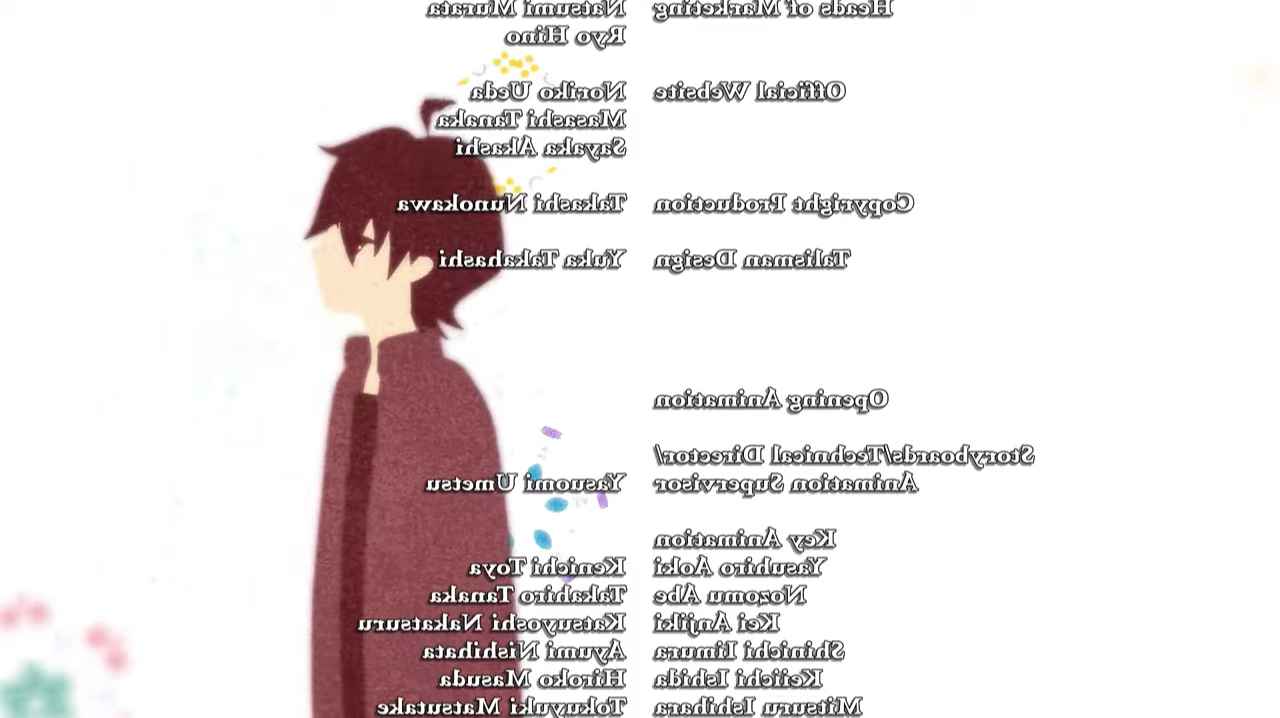 Heads of Marketing Natsumi Murata
Ryo Hino
Official Website Noriko Ueda
Masashi Tanaka
Sayaka Akashi
Copyright Production Takashi Nunokawa
Talisman Design Yuka Takahashi
Opening Animation
Storyboards/Technical Director/
Animation Supervisor Yasuomi Umetsu
Key Animation
Yasuhiro Aoki Kenichi Toya
Nozomu Abe Takahiro Tanaka
Kei Anjiki Katsuyoshi Nakatsuru
Shinichi Iimura Ayumi Nishihata
Keiichi Ishida Hiroko Masuda
Mitsuru Ishihara Tokuyuki Matsutake